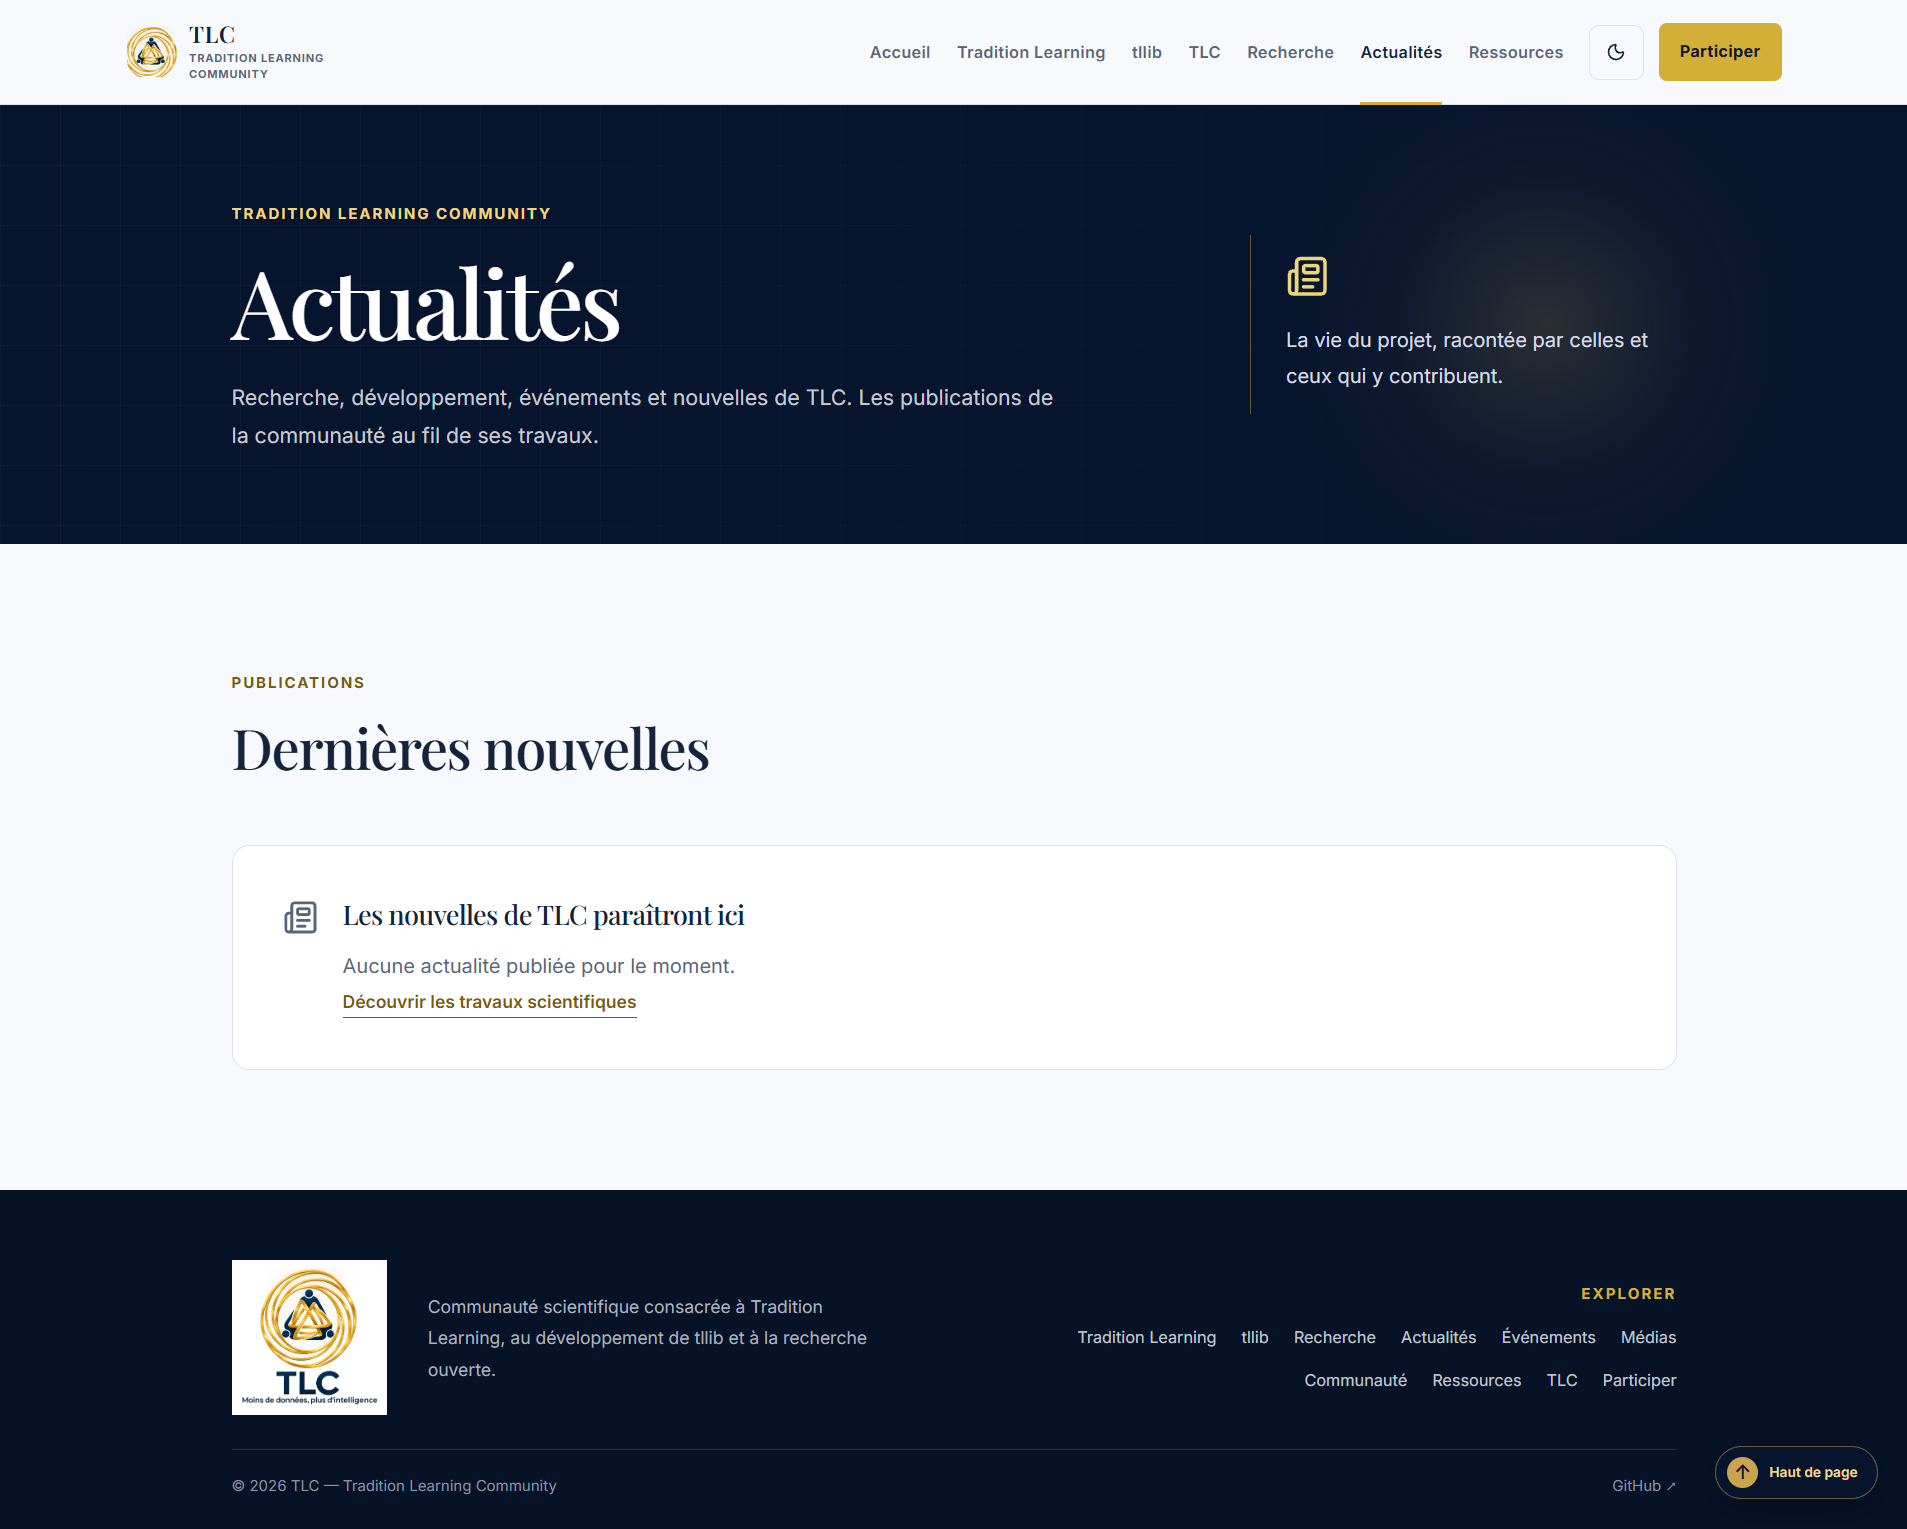 TLC
TRADITION LEARNING
COMMUNITY
Accueil
Tradition Learning
tllib
TLC
Recherche
Actualités
Ressources
Participer
TRADITION LEARNING COMMUNITY
Actualités
Recherche, développement, événements et nouvelles de TLC. Les publications de
la communauté au fil de ses travaux.
La vie du projet, racontée par celles et
ceux qui y contribuent.
PUBLICATIONS
Dernières nouvelles
Les nouvelles de TLC paraîtront ici
Aucune actualité publiée pour le moment.
Découvrir les travaux scientifiques
TLC
Moins de données, plus d'intelligence
Communauté scientifique consacrée à Tradition
Learning, au développement de tllib et à la recherche
ouverte.
EXPLORER
Tradition Learning
tllib
Recherche
Actualités
Événements
Médias
Communauté
Ressources
TLC
Participer
© 2026 TLC — Tradition Learning Community
GitHub ↗
Haut de page